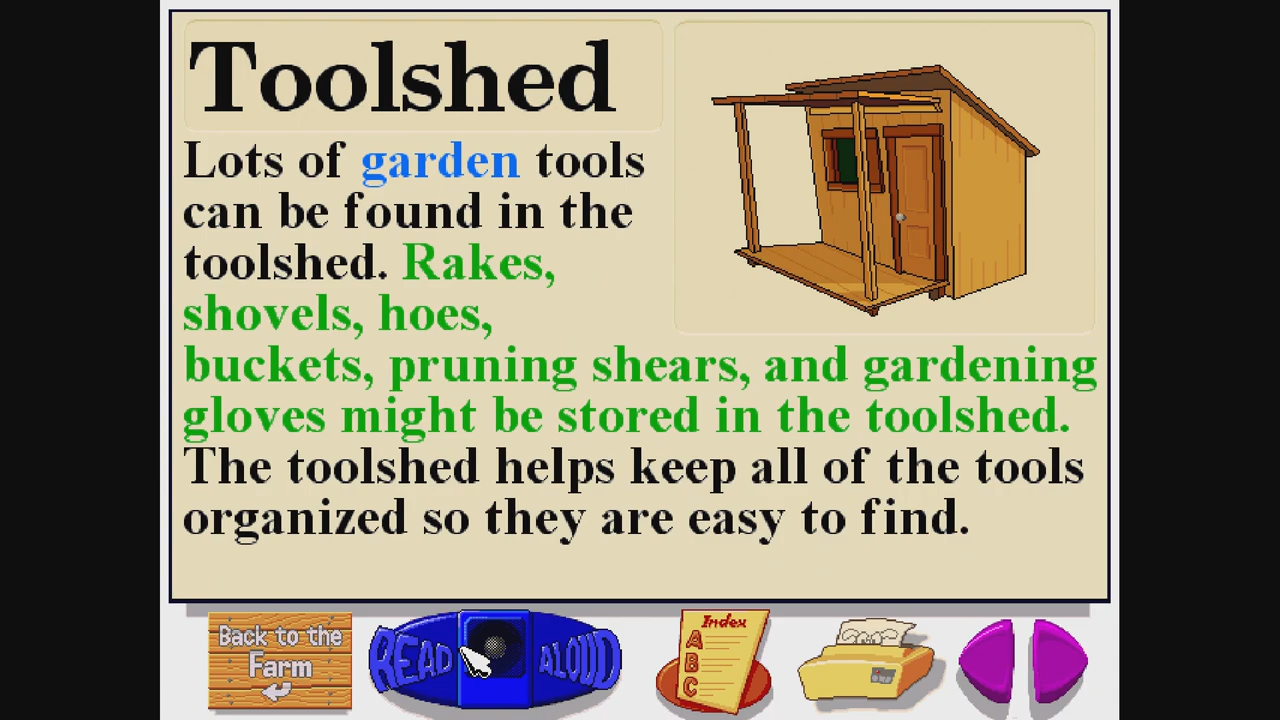 Toolshed
Lots of garden tools
can be found in the
toolshed. Rakes,
shovels, hoes,
buckets, pruning shears, and gardening
gloves might be stored in the toolshed.
The toolshed helps keep all of the tools
organized so they are easy to find.
Back to the
Farm
READ ALOUD
Index
A
B
C